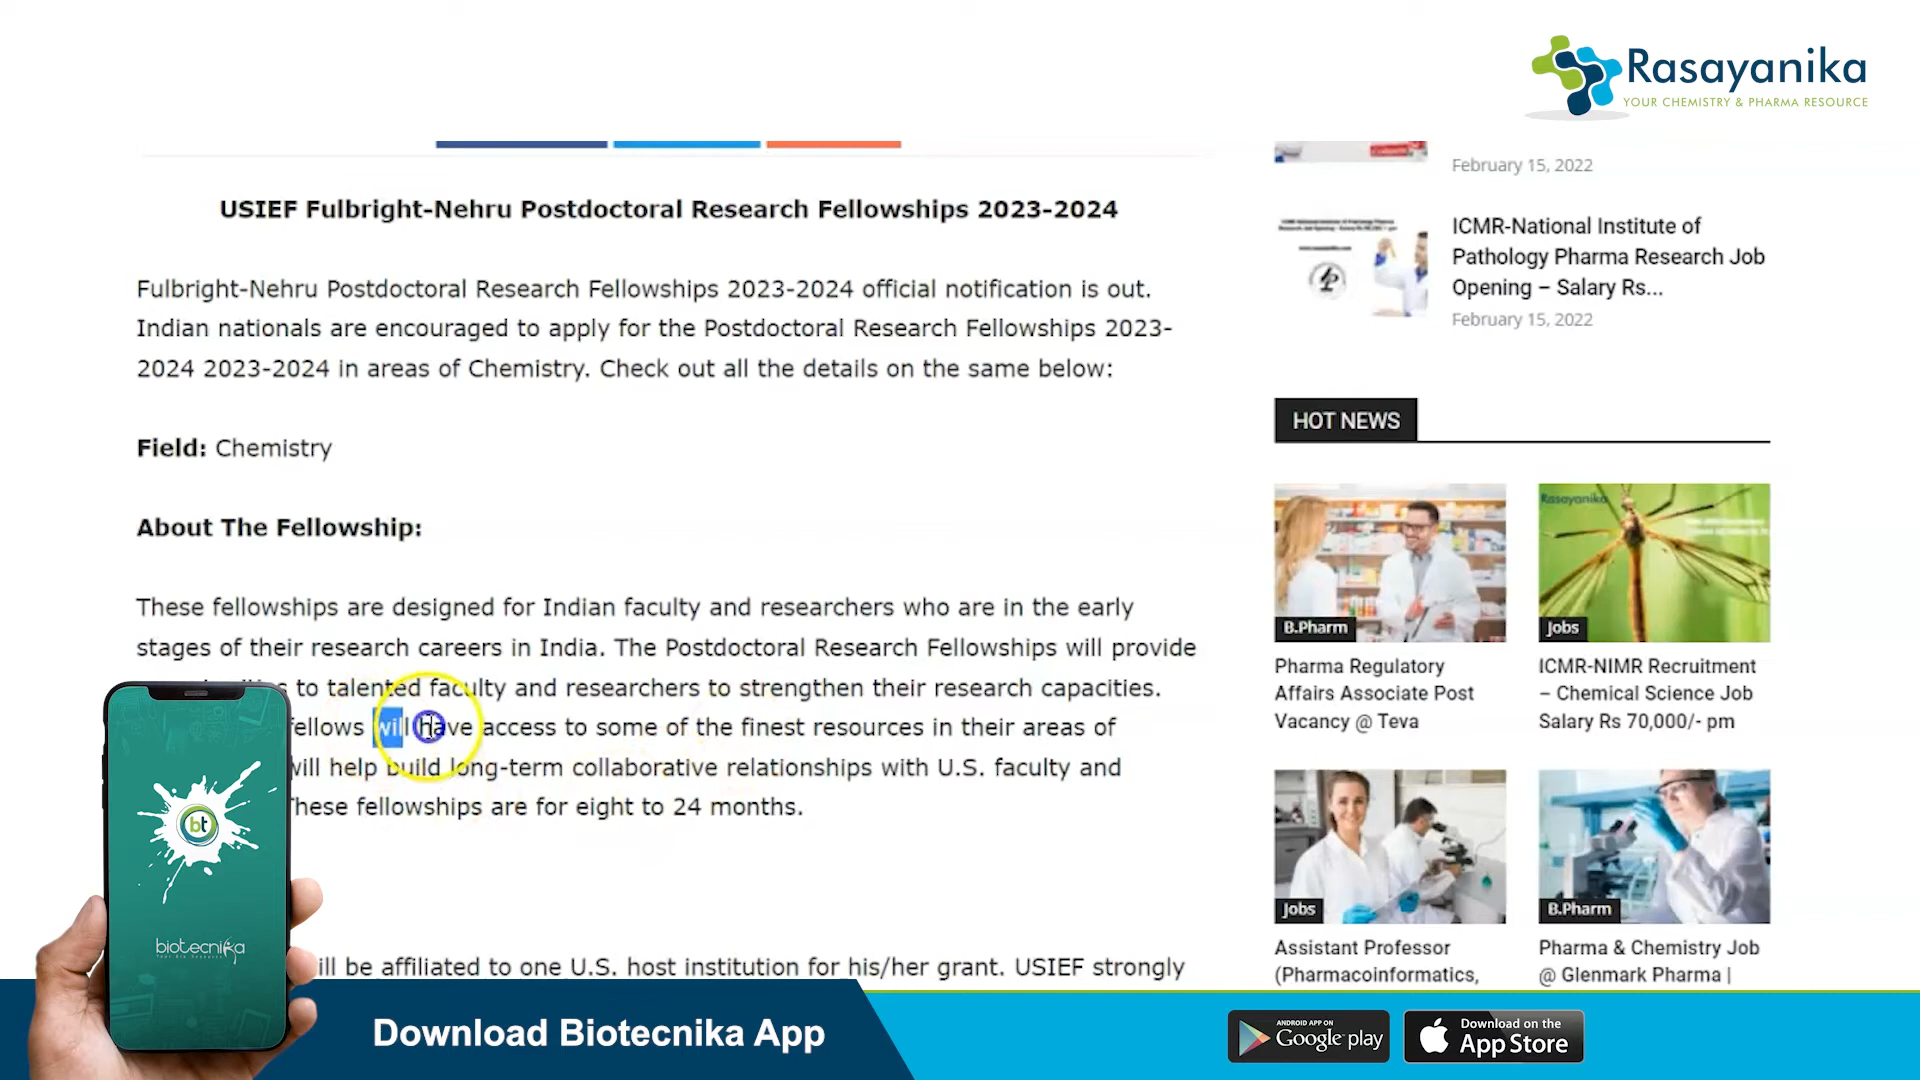 Rasayanika
YOUR CHEMISTRY & PHARMA RESOURCE
USIEF Fulbright-Nehru Postdoctoral Research Fellowships 2023-2024
Fulbright-Nehru Postdoctoral Research Fellowships 2023-2024 official notification is out.
Indian nationals are encouraged to apply for the Postdoctoral Research Fellowships 2023-
2024 2023-2024 in areas of Chemistry. Check out all the details on the same below:
Field: Chemistry
About The Fellowship:
These fellowships are designed for Indian faculty and researchers who are in the early
stages of their research careers in India. The Postdoctoral Research Fellowships will provide
to talented faculty and researchers to strengthen their research capacities.
fellows will have access to some of the finest resources in their areas of
will help build long-term collaborative relationships with U.S. faculty and
These fellowships are for eight to 24 months.
will be affiliated to one U.S. host institution for his/her grant. USIEF strongly
February 15, 2022
ICMR-National Institute of
Pathology Pharma Research Job
Opening – Salary Rs...
February 15, 2022
HOT NEWS
B.Pharm
Pharma Regulatory
Affairs Associate Post
Vacancy @ Teva
Rasayanika
Jobs
ICMR-NIMR Recruitment
– Chemical Science Job
Salary Rs 70,000/- pm
Jobs
Assistant Professor
(Pharmacoinformatics,
B.Pharm
Pharma & Chemistry Job
@ Glenmark Pharma |
bt
biotecnika
Download Biotecnika App
ANDROID APP ON
Google play
Download on the
App Store